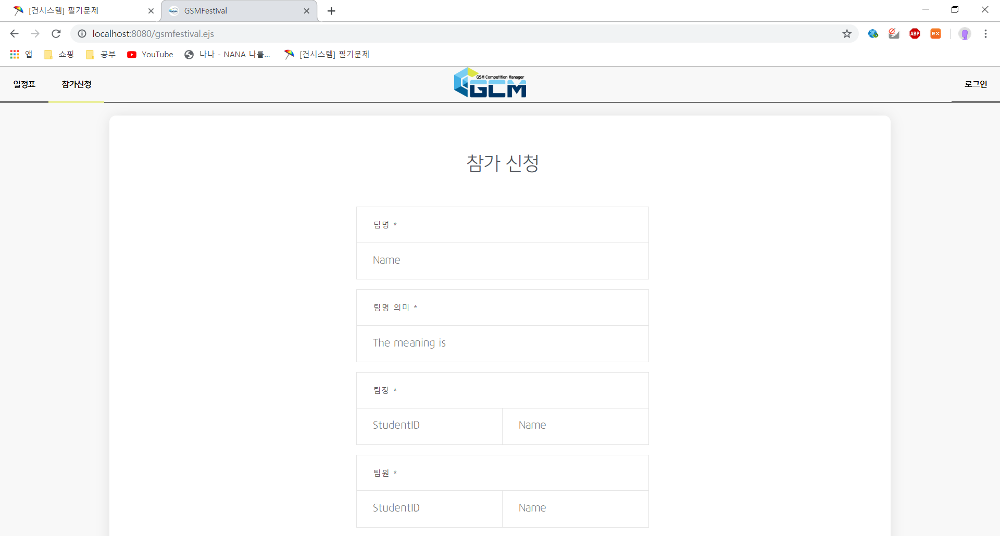 [건시스템] 필기문제
GSMFestival
localhost:8080/gsmfestival.ejs
ABP
EX
앱
쇼핑
공부
YouTube
나나 - NANA 나를...
[건시스템] 필기문제
일정표
참가신청
GSM Competition Manager
GCM
로그인
참가 신청
팀명 *
Name
팀명 의미 *
The meaning is
팀장 *
StudentID
Name
팀원 *
StudentID
Name